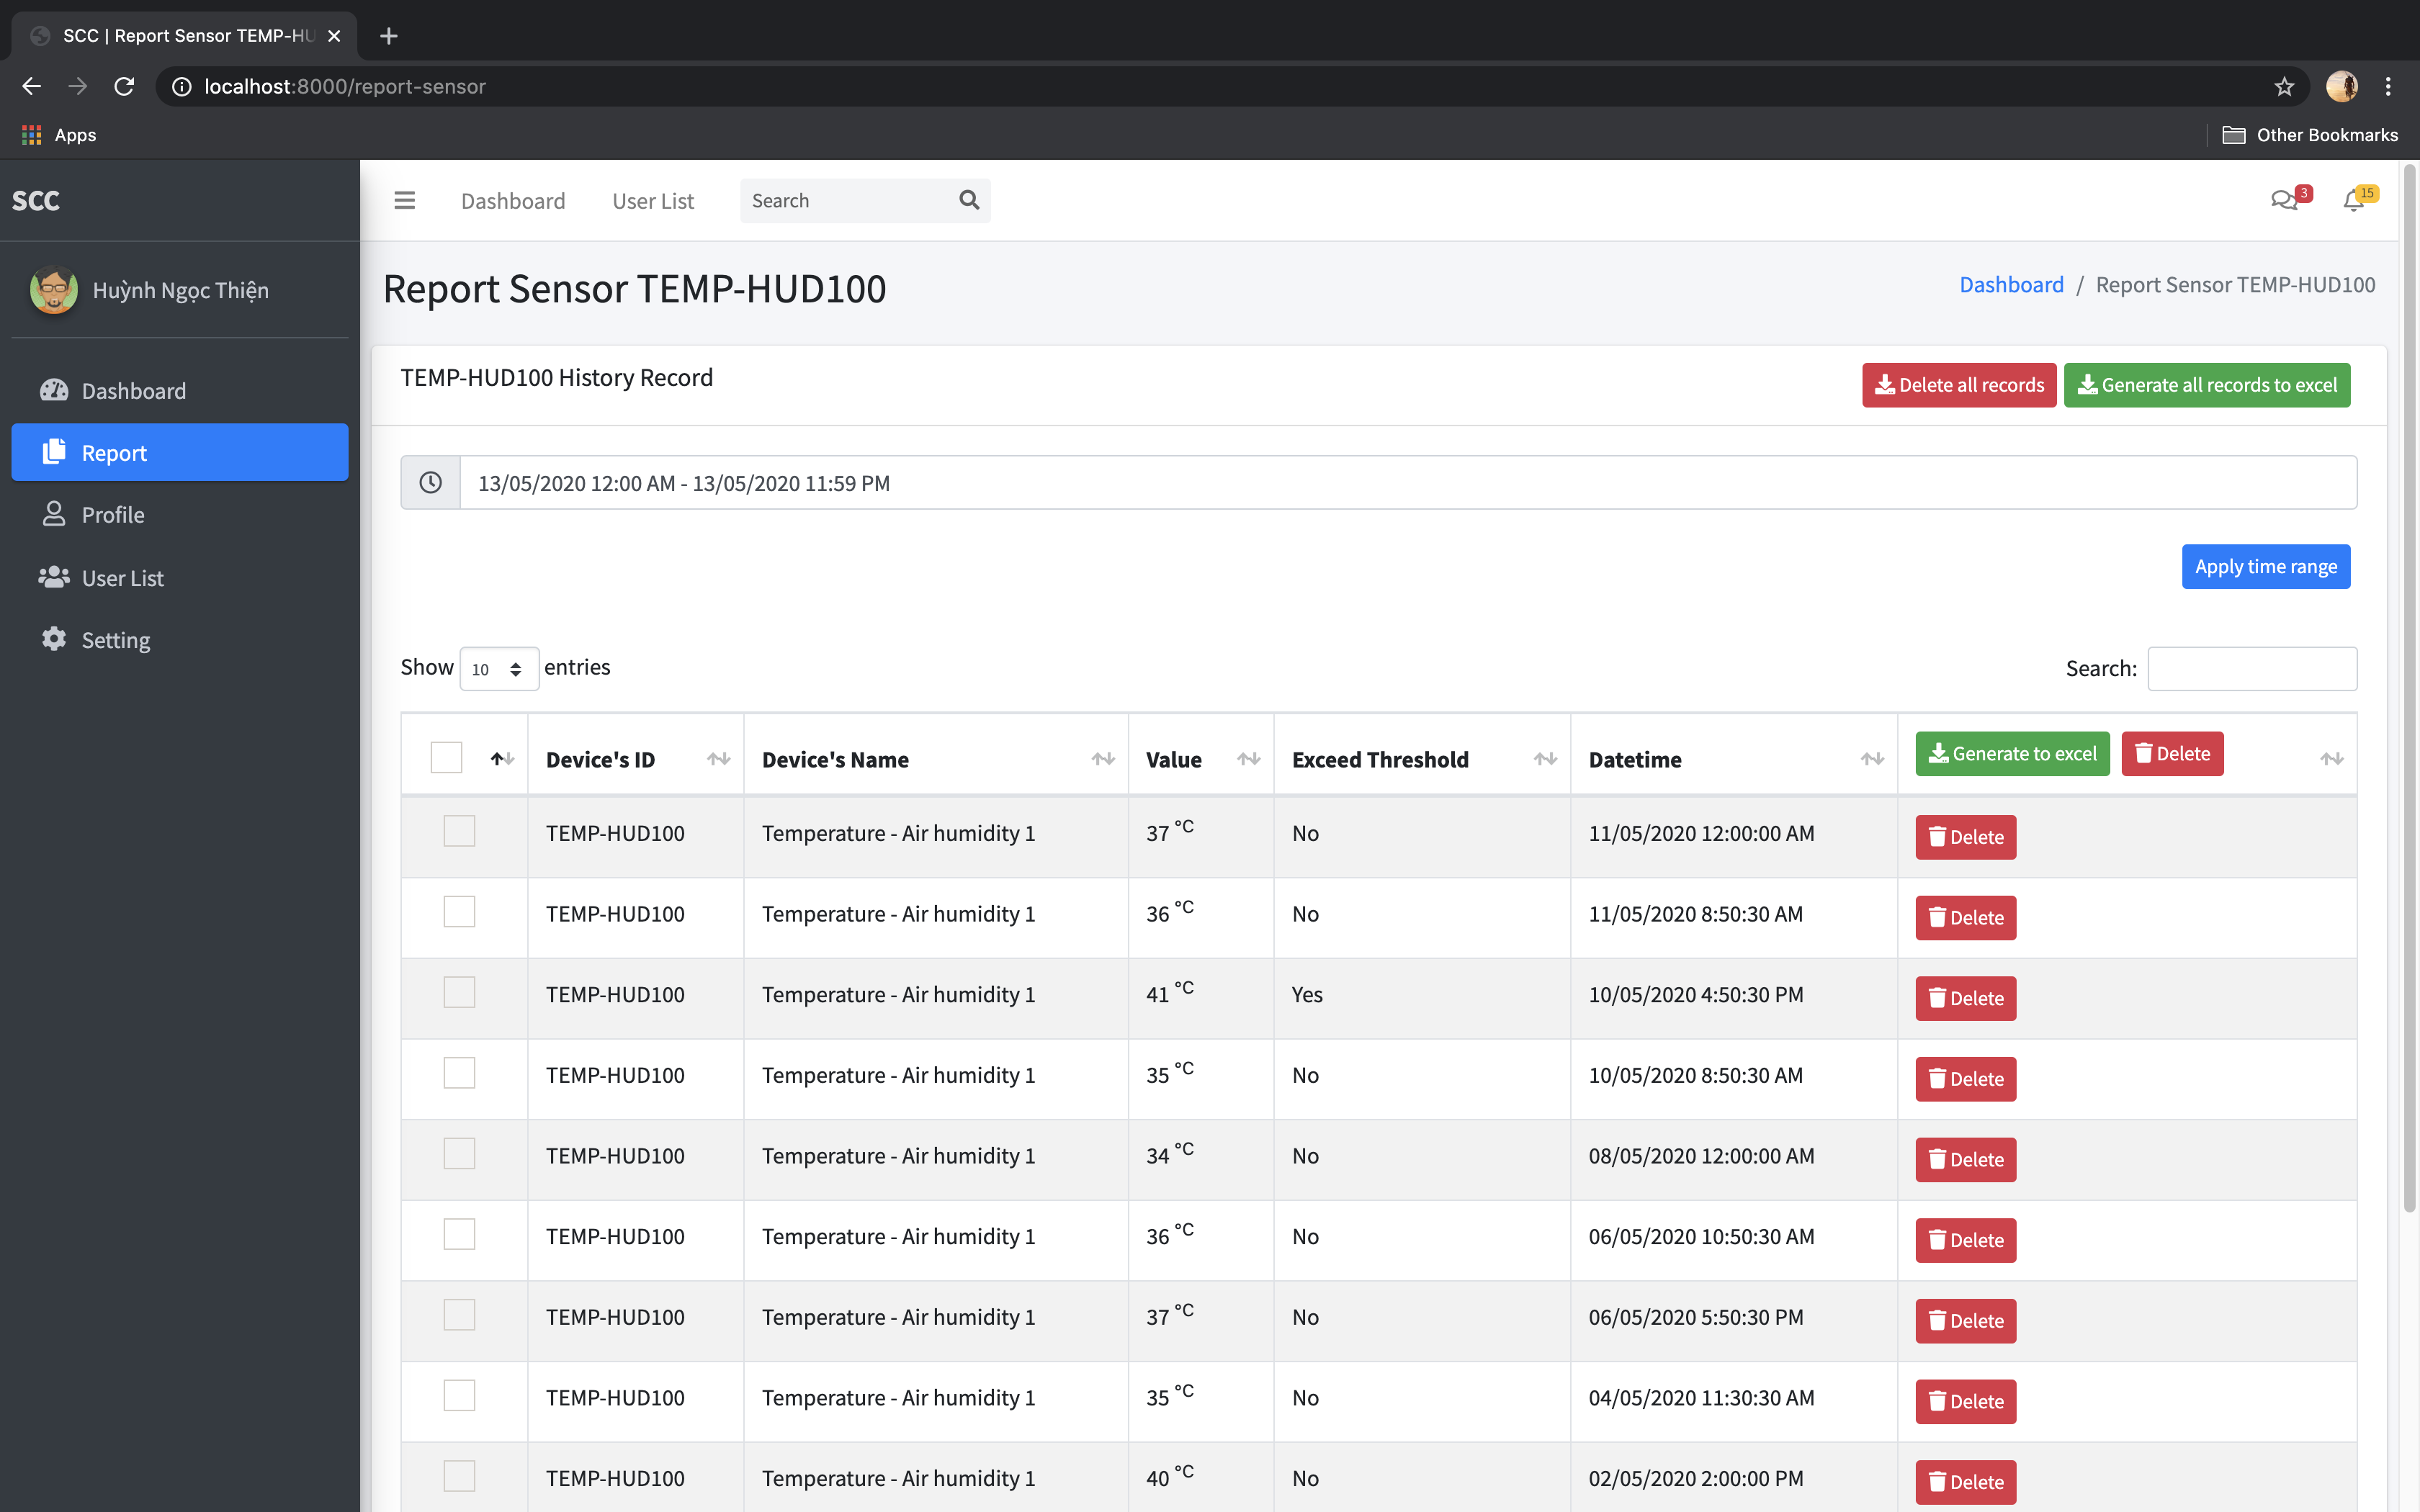 SCC | Report Sensor TEMP-HU
localhost:8000/report-sensor
Apps
Other Bookmarks
SCC
Dashboard User List Search 3 15
Huỳnh Ngọc Thiện
Report Sensor TEMP-HUD100
Dashboard / Report Sensor TEMP-HUD100
Dashboard
Report
Profile
User List
Setting
TEMP-HUD100 History Record
Delete all records Generate all records to excel
13/05/2020 12:00 AM - 13/05/2020 11:59 PM
Apply time range
Show 10 entries Search:
Device's ID Device's Name Value Exceed Threshold Datetime Generate to excel Delete
TEMP-HUD100 Temperature - Air humidity 1 37 °C No 11/05/2020 12:00:00 AM Delete
TEMP-HUD100 Temperature - Air humidity 1 36 °C No 11/05/2020 8:50:30 AM Delete
TEMP-HUD100 Temperature - Air humidity 1 41 °C Yes 10/05/2020 4:50:30 PM Delete
TEMP-HUD100 Temperature - Air humidity 1 35 °C No 10/05/2020 8:50:30 AM Delete
TEMP-HUD100 Temperature - Air humidity 1 34 °C No 08/05/2020 12:00:00 AM Delete
TEMP-HUD100 Temperature - Air humidity 1 36 °C No 06/05/2020 10:50:30 AM Delete
TEMP-HUD100 Temperature - Air humidity 1 37 °C No 06/05/2020 5:50:30 PM Delete
TEMP-HUD100 Temperature - Air humidity 1 35 °C No 04/05/2020 11:30:30 AM Delete
TEMP-HUD100 Temperature - Air humidity 1 40 °C No 02/05/2020 2:00:00 PM Delete